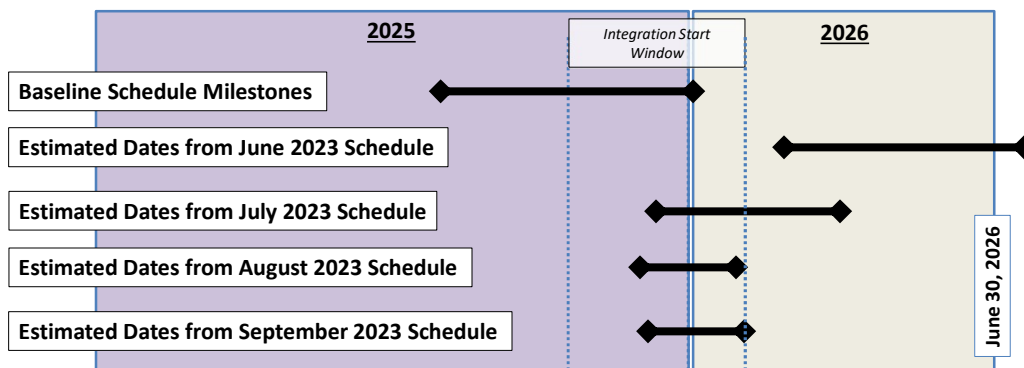 2025
Integration Start
Window
2026
Baseline Schedule Milestones
Estimated Dates from June 2023 Schedule
Estimated Dates from July 2023 Schedule
Estimated Dates from August 2023 Schedule
Estimated Dates from September 2023 Schedule
June 30, 2026